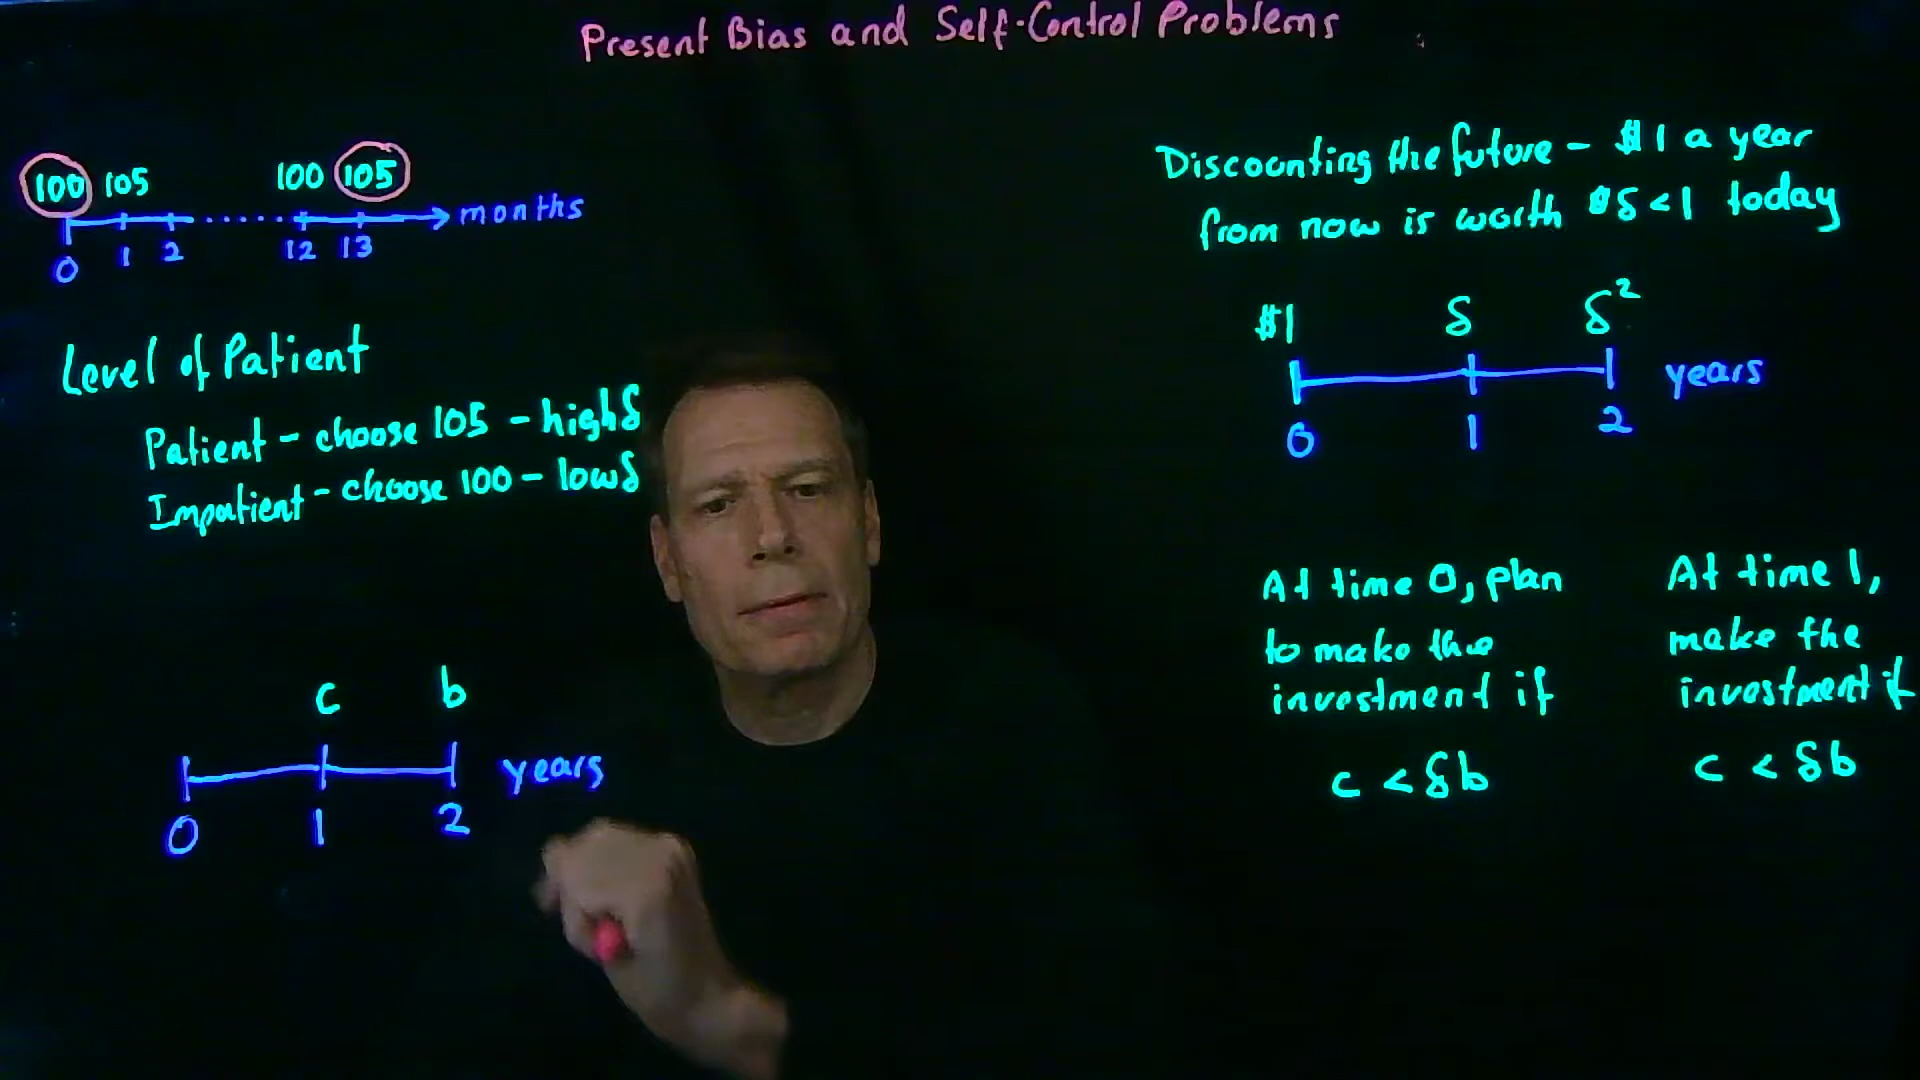 Present Bias and Self-Control Problems
100 105 100 105
months
0 1 2 ...... 12 13
Level of Patient
Patient - choose 105 - high δ
Impatient - choose 100 - low δ
c b
years
0 1 2
Discounting the future - $1 a year
from now is worth $δ < 1 today
$1 δ δ²
years
0 1 2
At time 0, plan
to make the
investment if
c < δb
At time 1,
make the
investment if
c < δb